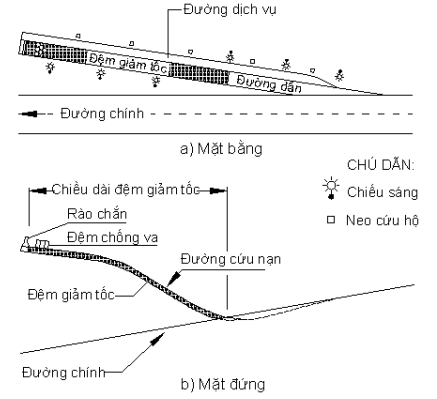 Đường dịch vụ
Đệm giảm tốc
Đường dẫn
Đường chính
a) Mặt bằng
CHÚ DẪN:
Chiếu sáng
Neo cứu hộ
Chiều dài đệm giảm tốc
Rào chắn
Đệm chống va
Đường cứu nạn
Đệm giảm tốc
Đường chính
b) Mặt đứng